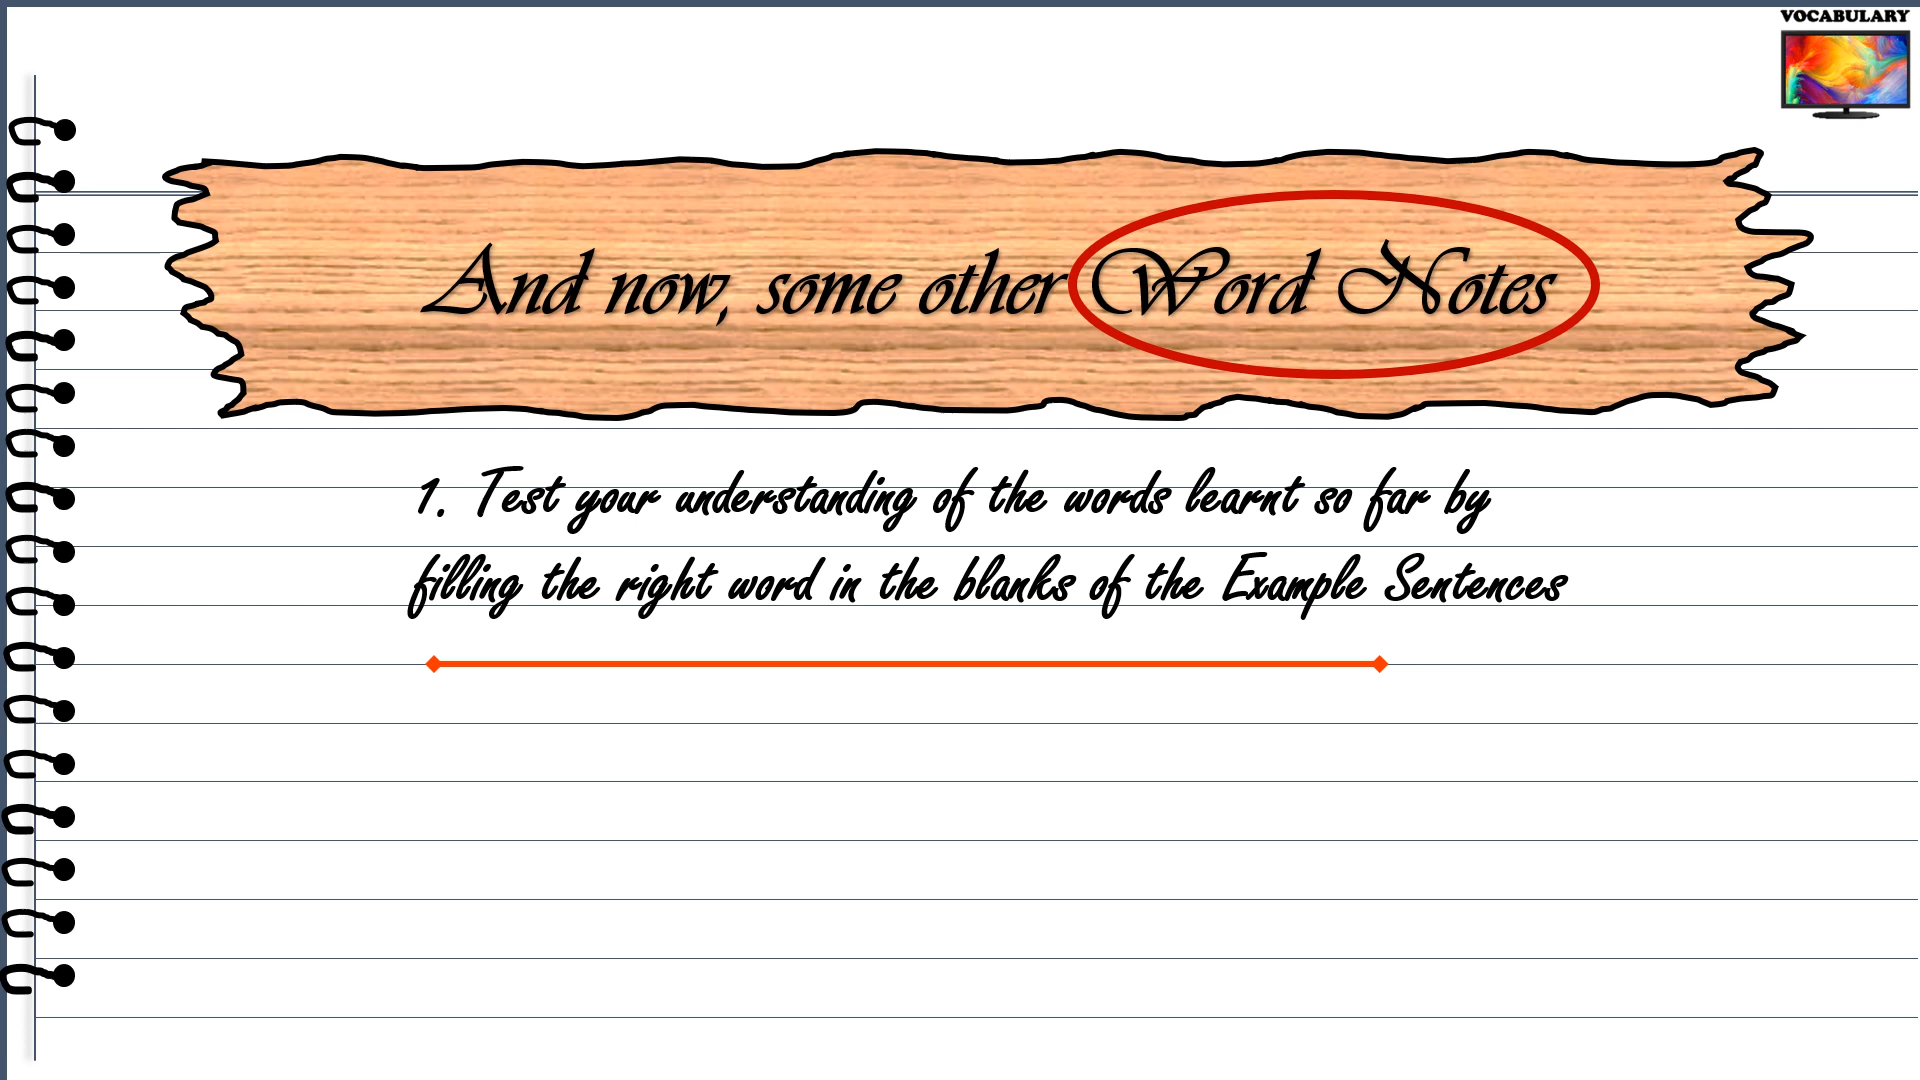 VOCABULARY
And now, some other Word Notes
1. Test your understanding of the words learnt so far by
filling the right word in the blanks of the Example Sentences